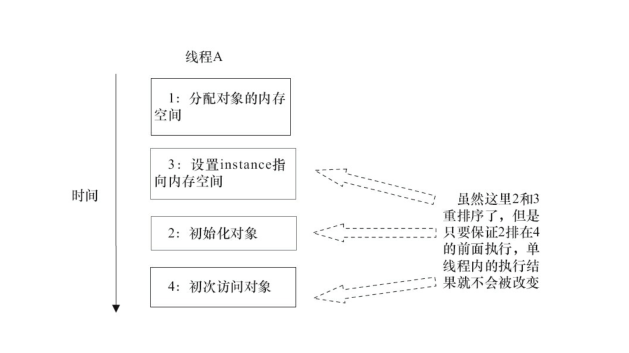 线程A
1：分配对象的内存
空间
3：设置instance指
向内存空间
时间
2：初始化对象
4：初次访问对象
虽然这里2和3
重排序了，但是
只要保证2排在4
的前面执行，单
线程内的执行结
果就不会被改变